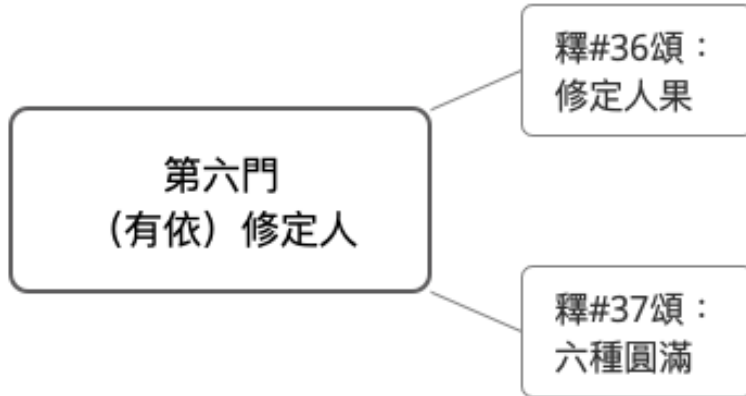 第六門
（有依）修定人
釋#36頌：
修定人果
釋#37頌：
六種圓滿